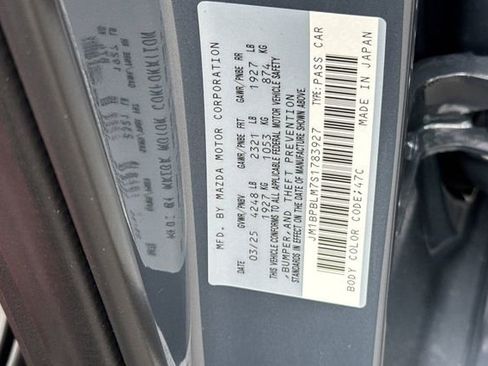 MFD. BY MAZDA MOTOR CORPORATION
GVWR/PNBV GAWR/PNBE FRT GAWR/PNBE RR
03/25 4248 LB 2321 LB 1927 LB
1927 KG 1053 KG 874 KG
THIS VEHICLE CONFORMS TO ALL APPLICABLE FEDERAL MOTOR VEHICLE SAFETY
BUMPER, AND THEFT PREVENTION
STANDARDS IN EFFECT ON THE DATE OF MANUFACTURE SHOWN ABOVE.
JM1BPBLM7S1783927 TYPE: PASS CAR
BODY COLOR CODE:47C MADE IN JAPAN